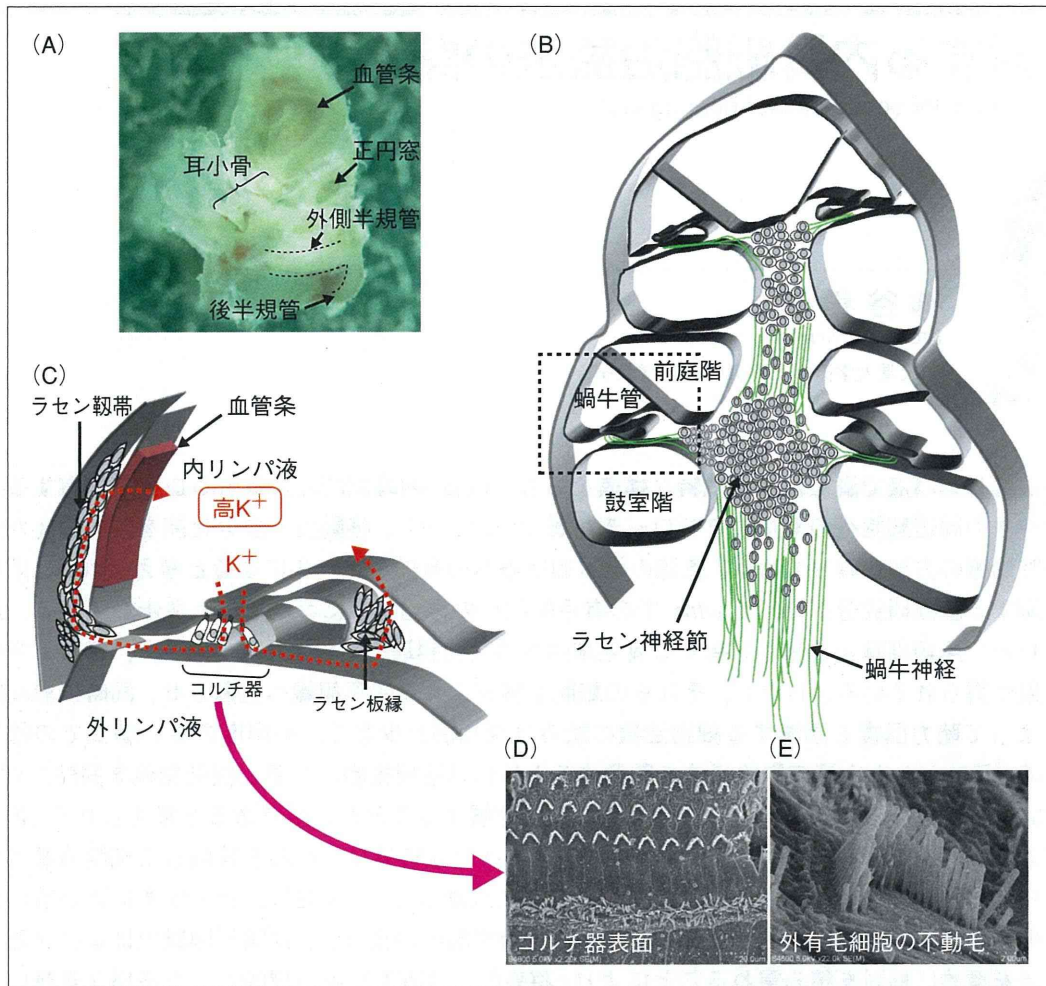 (A)
血管条
正円窓
耳小骨
外側半規管
後半規管
(B)
前庭階
蝸牛管
鼓室階
ラセン神経節
蝸牛神経
(C)
ラセン靱帯
血管条
内リンパ液
高K+
K+
コルチ器
ラセン板縁
外リンパ液
(D)
コルチ器表面
(E)
外有毛細胞の不動毛